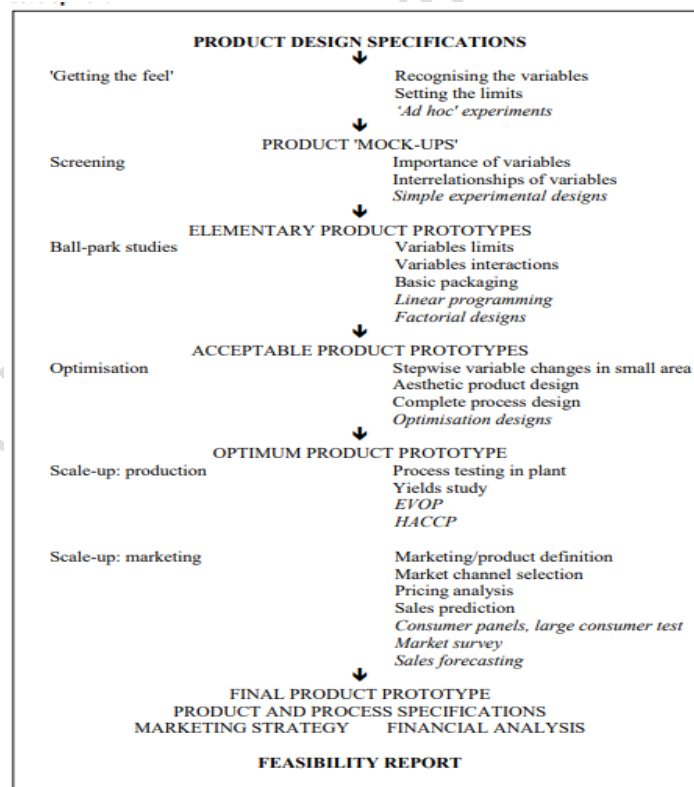 PRODUCT DESIGN SPECIFICATIONS
'Getting the feel' Recognising the variables
Setting the limits
'Ad hoc' experiments
PRODUCT 'MOCK-UPS'
Screening Importance of variables
Interrelationships of variables
Simple experimental designs
ELEMENTARY PRODUCT PROTOTYPES
Ball-park studies Variables limits
Variables interactions
Basic packaging
Linear programming
Factorial designs
ACCEPTABLE PRODUCT PROTOTYPES
Optimisation Stepwise variable changes in small area
Aesthetic product design
Complete process design
Optimisation designs
OPTIMUM PRODUCT PROTOTYPE
Scale-up: production Process testing in plant
Yields study
EVOP
HACCP
Scale-up: marketing Marketing/product definition
Market channel selection
Pricing analysis
Sales prediction
Consumer panels, large consumer test
Market survey
Sales forecasting
FINAL PRODUCT PROTOTYPE
PRODUCT AND PROCESS SPECIFICATIONS
MARKETING STRATEGY FINANCIAL ANALYSIS
FEASIBILITY REPORT